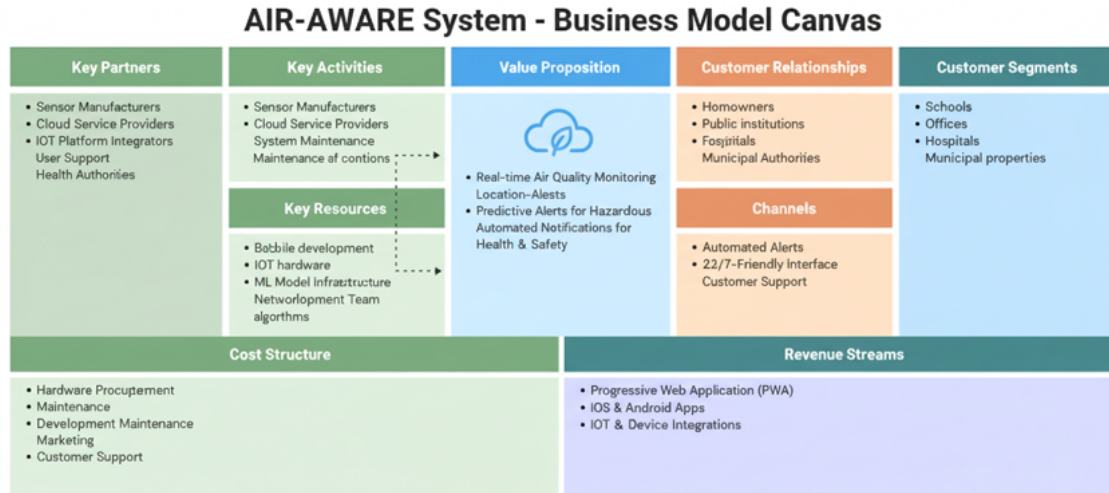 AIR-AWARE System - Business Model Canvas
Key Partners
• Sensor Manufacturers
• Cloud Service Providers
• IOT Platform Integrators
User Support
Health Authorities
Key Activities
• Sensor Manufacturers
• Cloud Service Providers
System Maintenance
Maintenance af contions
Key Resources
• Botbile development
• IOT hardware
• ML Model Infrastructure
Networlopment Team
algorthms
Value Proposition
• Real-time Air Quality Monitoring
Location-Alests
• Predictive Alerts for Hazardous
Automated Notifications for
Health & Safety
Customer Relationships
• Homowners
• Public institutions
•
Municipal Authorities
Channels
• Automated Alerts
• 22/7-Friendly Interface
Customer Support
Customer Segments
• Schools
• Offices
• Hospitals
Municipal properties
Cost Structure
• Hardware Procutpement
• Maintenance
• Development Maintenance
Marketing
• Customer Support
Revenue Streams
• Progressive Web Application (PWA)
• iOS & Android Apps
• IOT & Device Integrations